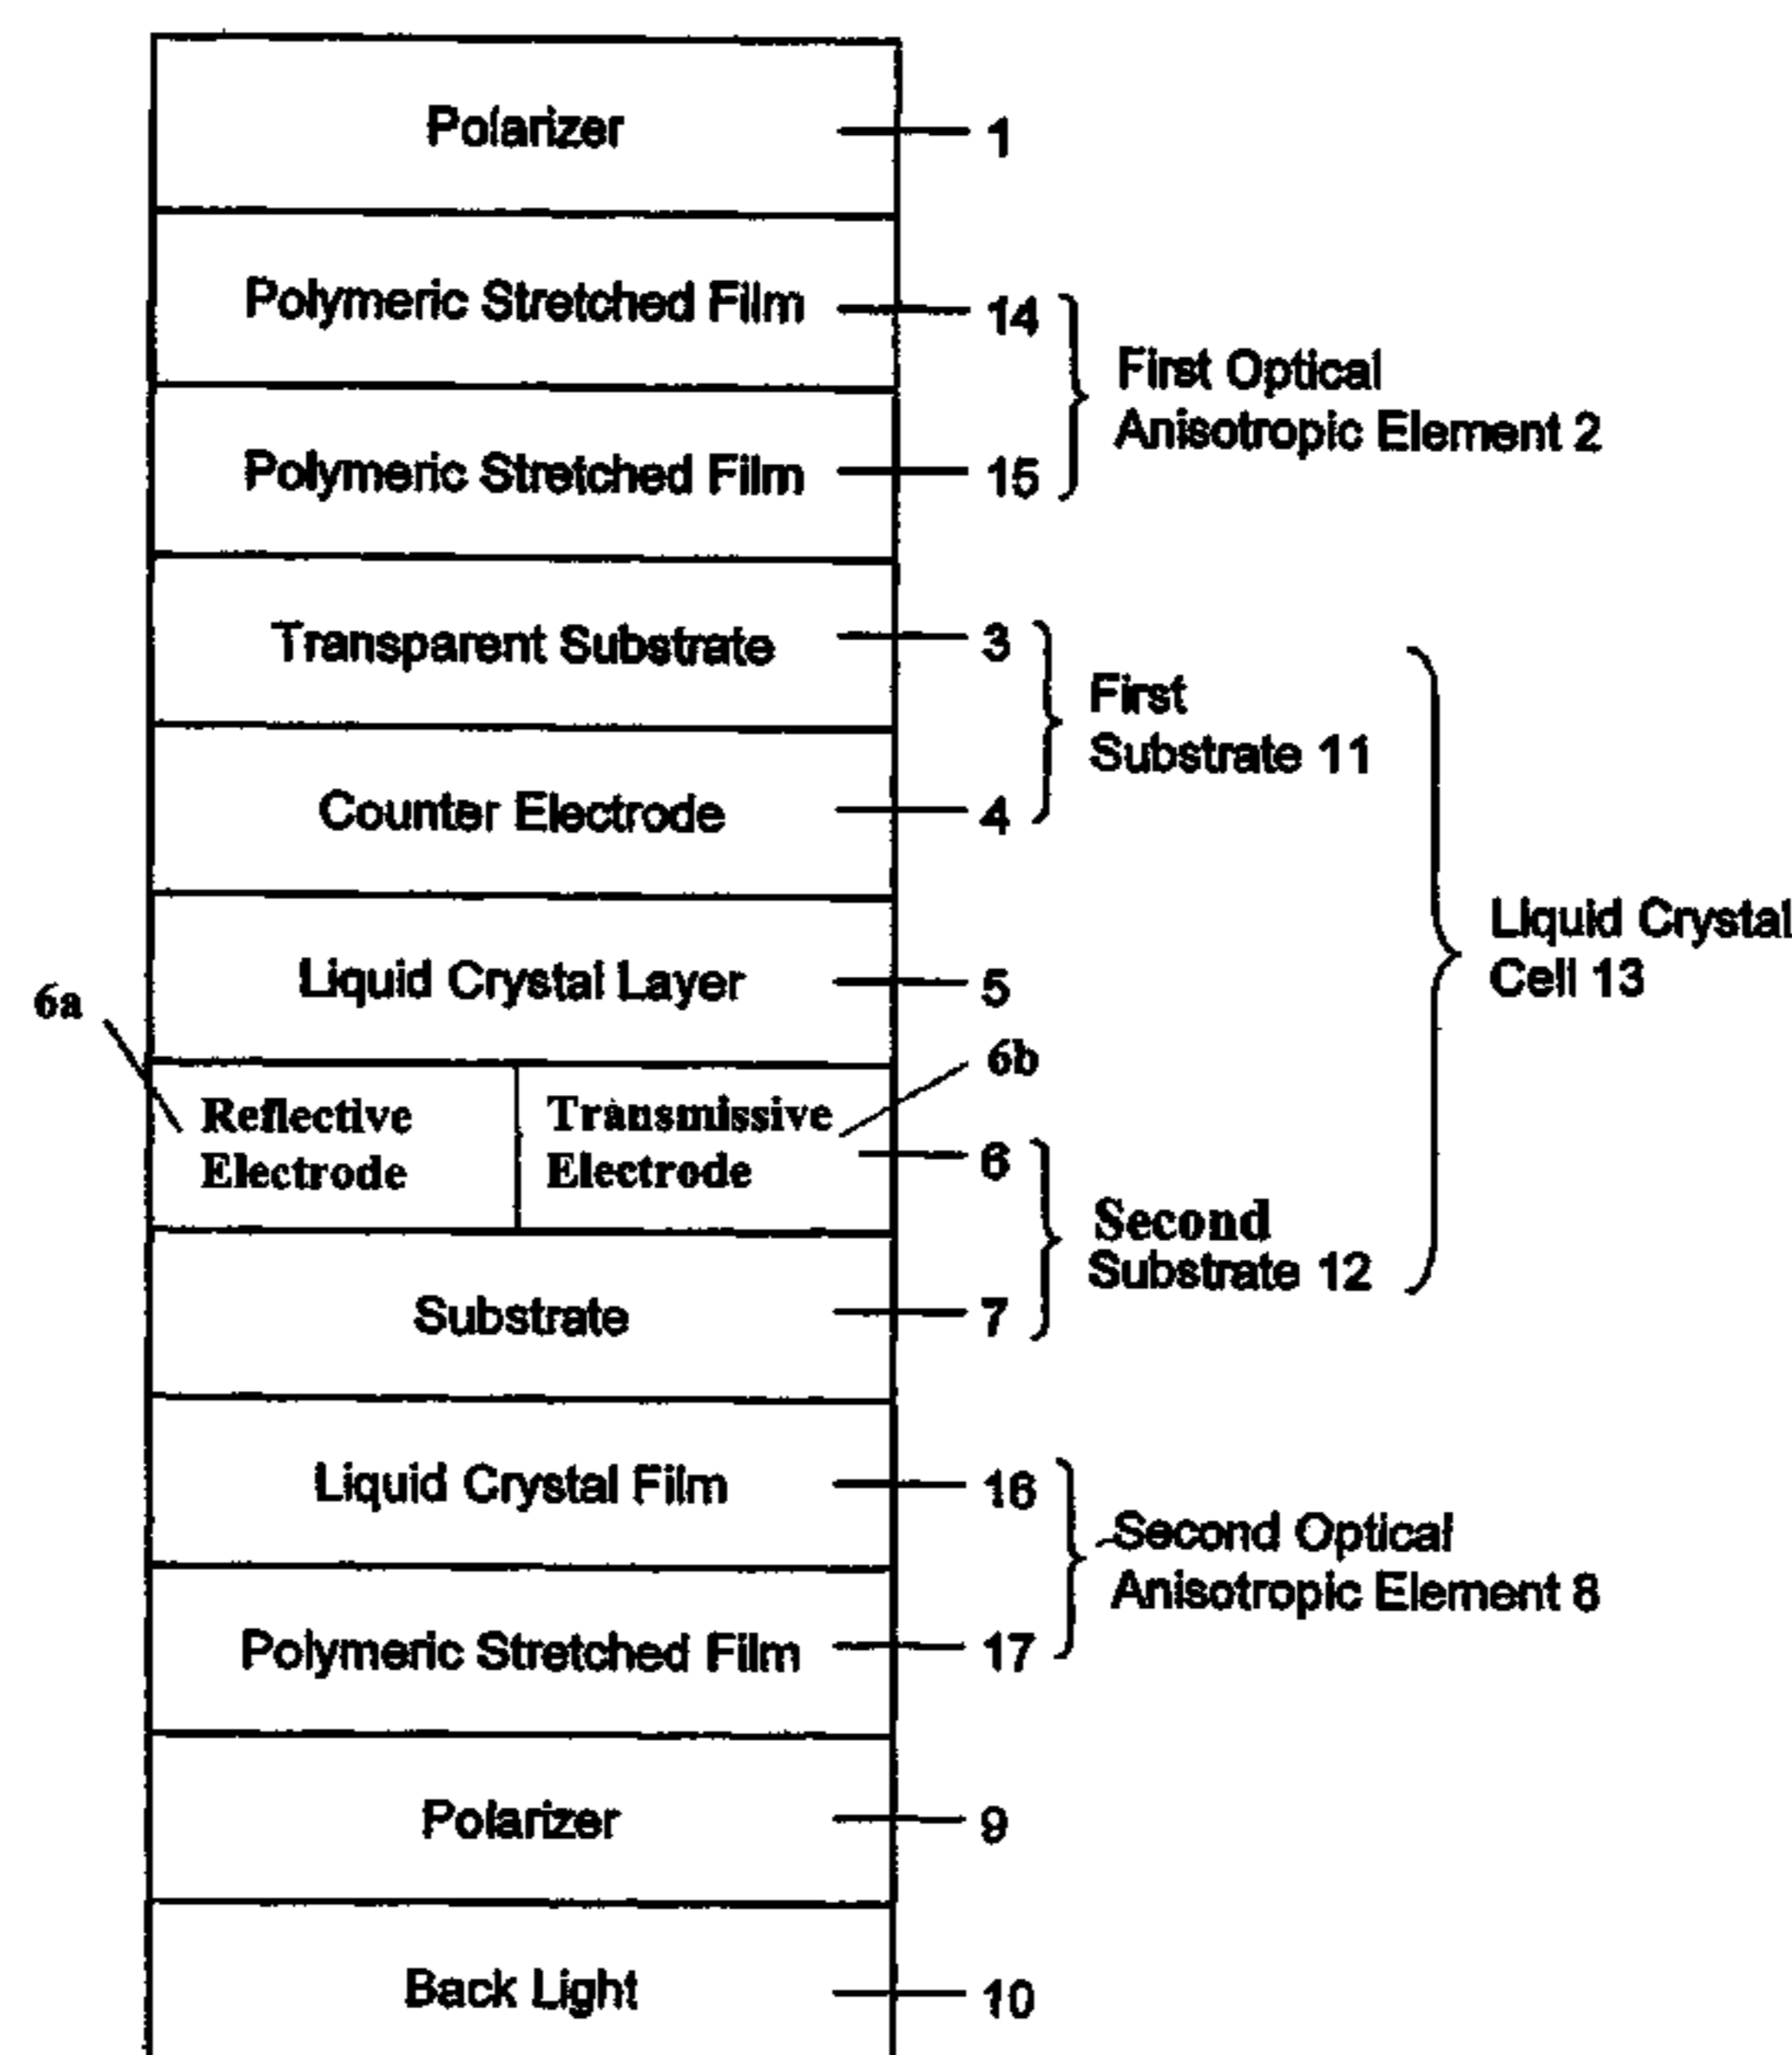 Polarizer
1
Polymeric Stretched Film
14
First Optical
Anisotropic Element 2
Polymeric Stretched Film
15
Transparent Substrate
3
First
Substrate 11
Counter Electrode
4
Liquid Crystal
Cell 13
Liquid Crystal Layer
5
6a
6b
Reflective
Electrode
Transmissive
Electrode
6
Second
Substrate 12
Substrate
7
Liquid Crystal Film
16
Second Optical
Anisotropic Element 8
Polymeric Stretched Film
17
Polarizer
9
Back Light
10